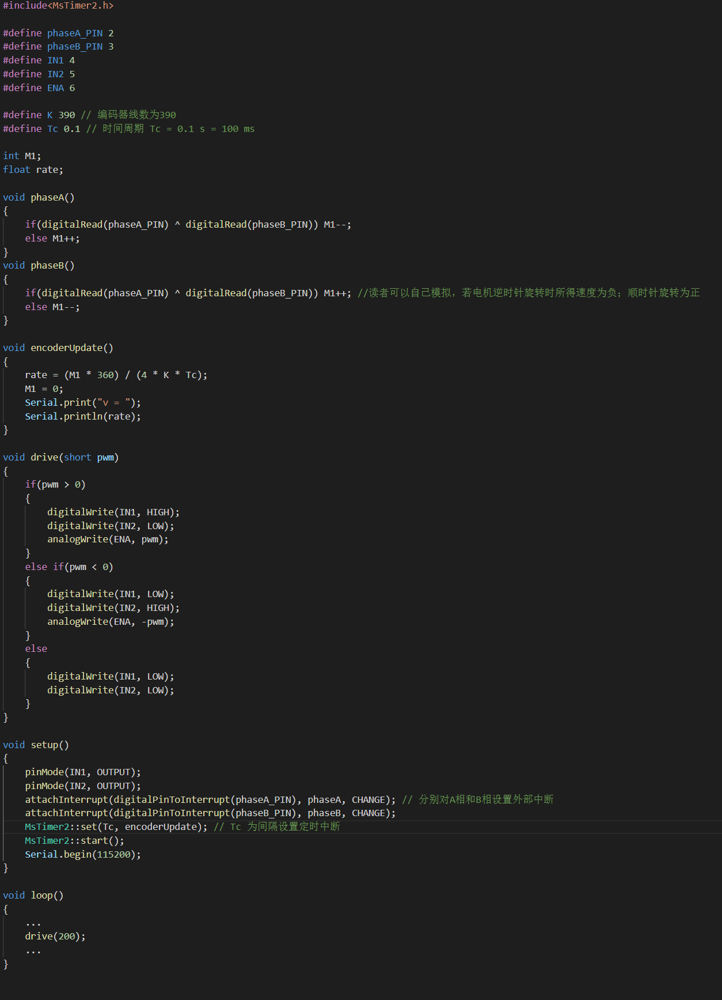 #include<MsTimer2.h>
#define phaseA_PIN 2
#define phaseB_PIN 3
#define IN1 4
#define IN2 5
#define ENA 6
#define K 390 // 编码器线数为390
#define Tc 0.1 // 时间周期 Tc = 0.1 s = 100 ms
int M1;
float rate;
void phaseA()
{
if(digitalRead(phaseA_PIN) ^ digitalRead(phaseB_PIN)) M1--;
else M1++;
}
void phaseB()
{
if(digitalRead(phaseA_PIN) ^ digitalRead(phaseB_PIN)) M1++; //读者可以自己模拟，若电机逆时针旋转时所得速度为负；顺时针旋转为正
else M1--;
}
void encoderUpdate()
{
rate = (M1 * 360) / (4 * K * Tc);
M1 = 0;
Serial.print("v = ");
Serial.println(rate);
}
void drive(short pwm)
{
if(pwm > 0)
{
digitalWrite(IN1, HIGH);
digitalWrite(IN2, LOW);
analogWrite(ENA, pwm);
}
else if(pwm < 0)
{
digitalWrite(IN1, LOW);
digitalWrite(IN2, HIGH);
analogWrite(ENA, -pwm);
}
else
{
digitalWrite(IN1, LOW);
digitalWrite(IN2, LOW);
}
}
void setup()
{
pinMode(IN1, OUTPUT);
pinMode(IN2, OUTPUT);
attachInterrupt(digitalPinToInterrupt(phaseA_PIN), phaseA, CHANGE); // 分别对A相和B相设置外部中断
attachInterrupt(digitalPinToInterrupt(phaseB_PIN), phaseB, CHANGE);
MsTimer2::set(Tc, encoderUpdate); // Tc 为间隔设置定时中断
MsTimer2::start();
Serial.begin(115200);
}
void loop()
{
...
drive(200);
...
}